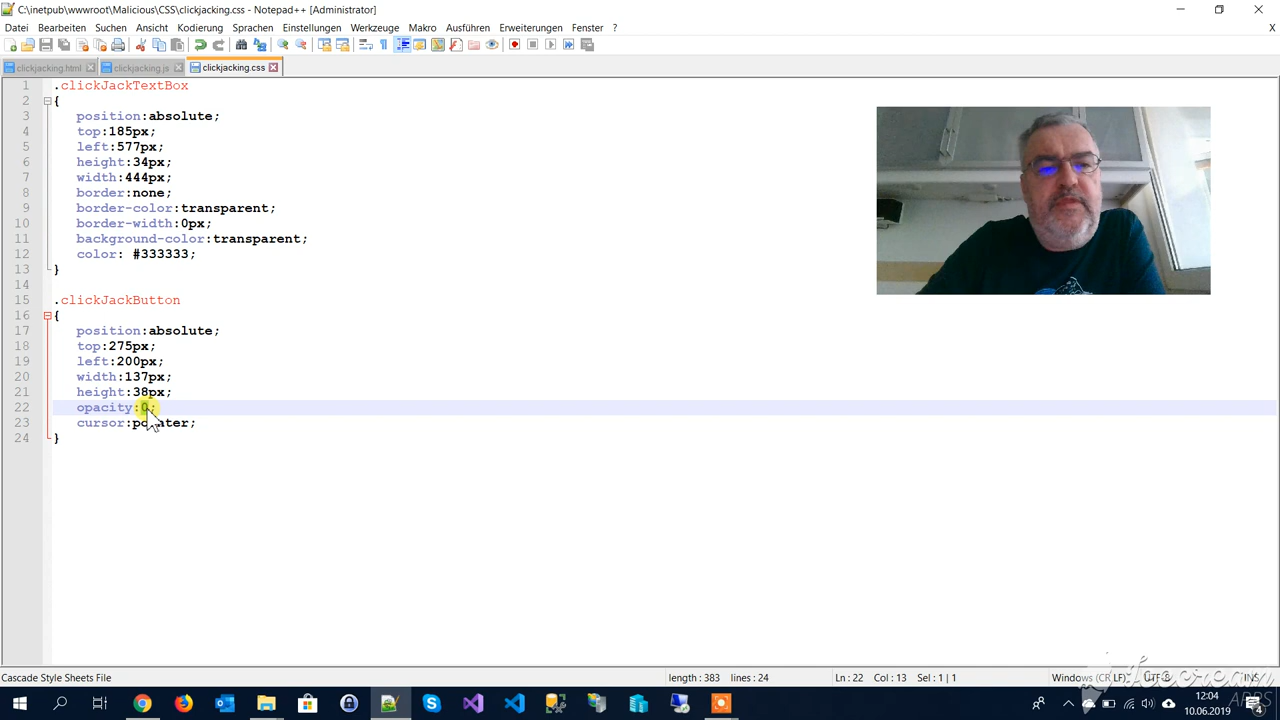 C:\inetpub\wwwroot\Malicious\CSS\clickjacking.css - Notepad++ [Administrator]
Datei Bearbeiten Suchen Ansicht Kodierung Sprachen Einstellungen Werkzeuge Makro Ausführen Erweiterungen Fenster ? X
clickjacking.html clickjacking.js clickjacking.css
1 .clickJackTextBox
2 {
3 position:absolute;
4 top:185px;
5 left:577px;
6 height:34px;
7 width:444px;
8 border:none;
9 border-color:transparent;
10 border-width:0px;
11 background-color:transparent;
12 color: #333333;
13 }
14
15 .clickJackButton
16 {
17 position:absolute;
18 top:275px;
19 left:200px;
20 width:137px;
21 height:38px;
22 opacity:0;
23 cursor:pointer;
24 }
Cascade Style Sheets File length : 383 lines : 24 Ln : 22 Col : 13 Sel : 1 | 1 Windows (CR LF) UTF-8 INS
Icecream
APPS
12:04
10.06.2019
4